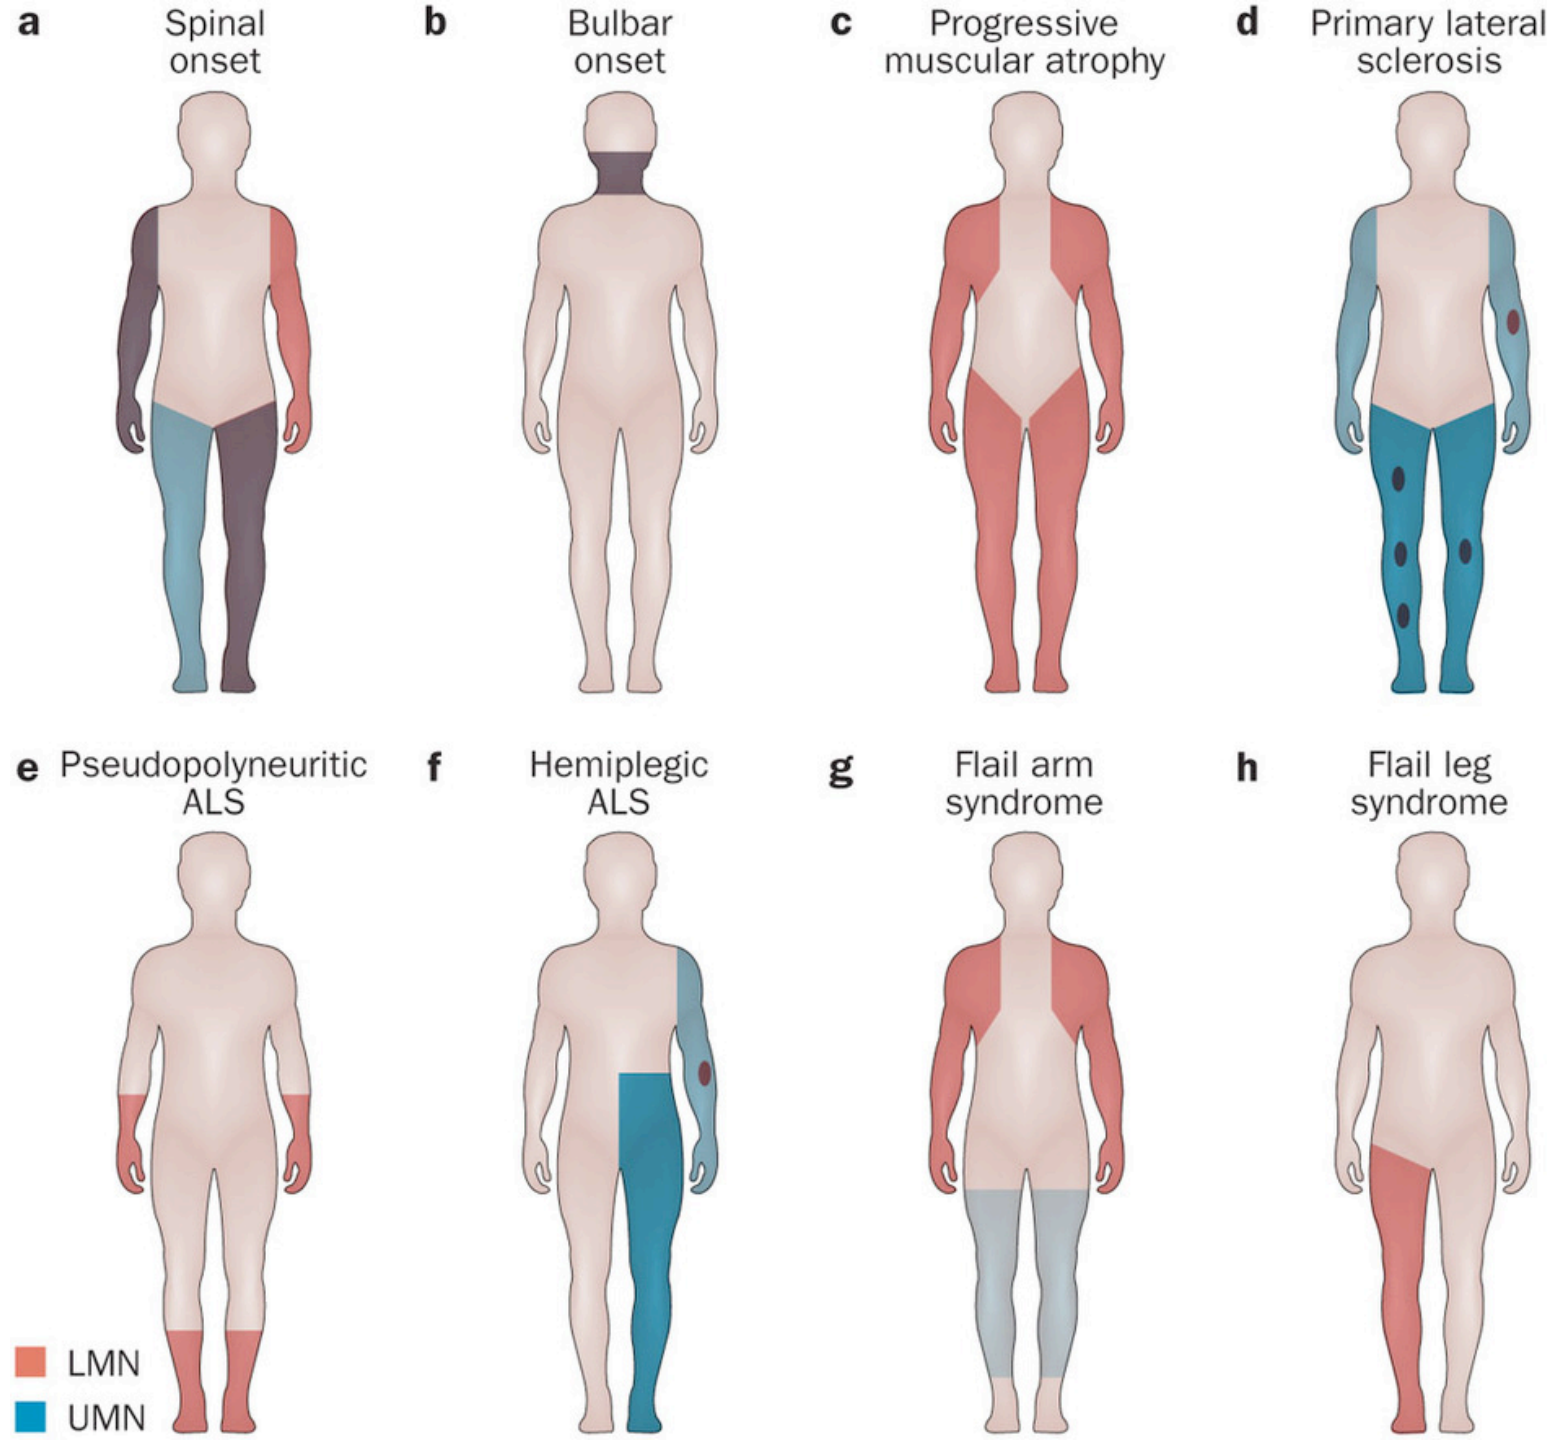 a Spinal onset
b Bulbar onset
c Progressive muscular atrophy
d Primary lateral sclerosis
e Pseudopolyneuritic ALS
f Hemiplegic ALS
g Flail arm syndrome
h Flail leg syndrome
LMN
UMN